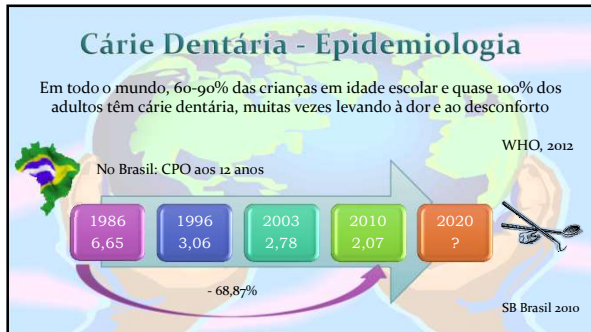 Cárie Dentária - Epidemiologia
Em todo o mundo, 60-90% das crianças em idade escolar e quase 100% dos
adultos têm cárie dentária, muitas vezes levando à dor e ao desconforto
WHO, 2012
No Brasil: CPO aos 12 anos
1986
6,65
1996
3,06
2003
2,78
2010
2,07
2020
?
- 68,87%
SB Brasil 2010